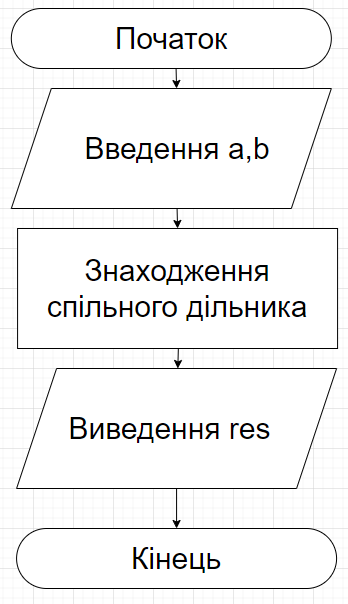 Початок
Введення a,b
Знаходження
спільного дільника
Виведення res
Кінець